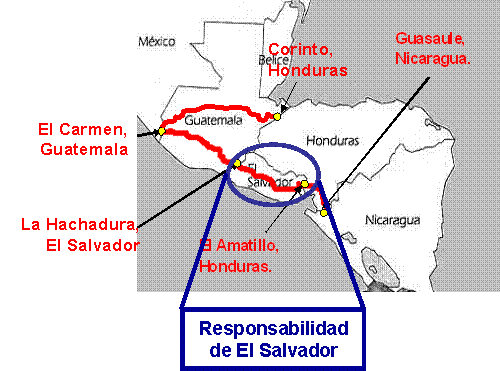 México
Belice
Corinto,
Honduras
Guasaule,
Nicaragua.
Guatemala
El Carmen,
Guatemala
Honduras
El
Salvador
La Hachadura,
El Salvador
Nicaragua
El Amatillo,
Honduras.
Responsabilidad
de El Salvador